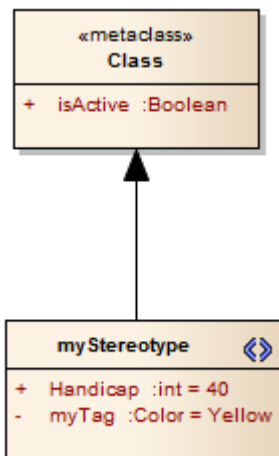 «metaclass»
Class
+ isActive :Boolean
myStereotype
+ Handicap :int = 40
- myTag :Color = Yellow